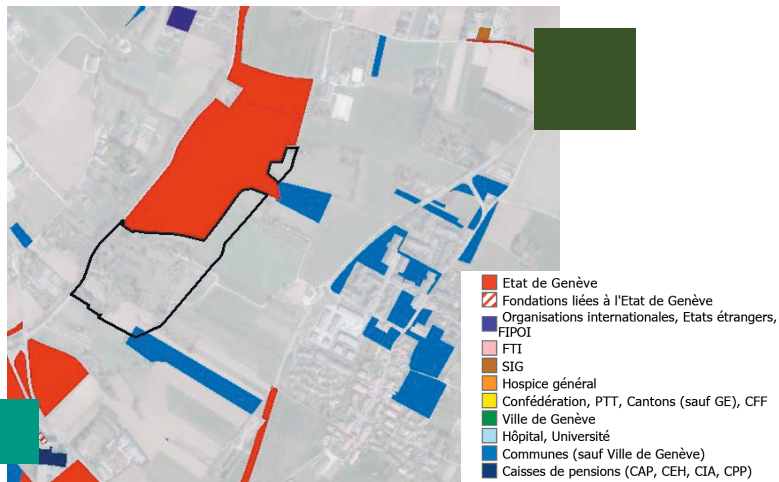 Etat de Genève
Fondations liées à l'Etat de Genève
Organisations internationales, Etats étrangers,
FIPOI
FTI
SIG
Hospice général
Confédération, PTT, Cantons (sauf GE), CFF
Ville de Genève
Hôpital, Université
Communes (sauf Ville de Genève)
Caisses de pensions (CAP, CEH, CIA, CPP)